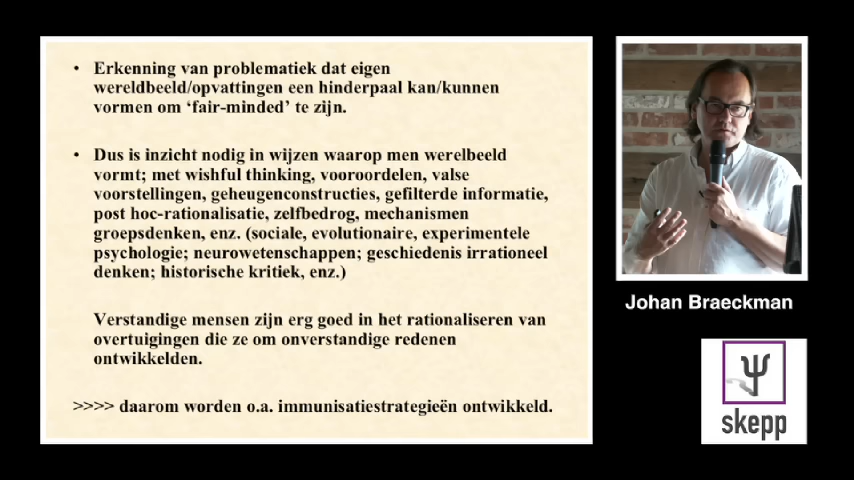 • Erkenning van problematiek dat eigen
wereldbeeld/opvattingen een hinderpaal kan/kunnen
vormen om ‘fair-minded’ te zijn.
• Dus is inzicht nodig in wijzen waarop men werelbeeld
vormt; met wishful thinking, vooroordelen, valse
voorstellingen, geheugenconstructies, gefilterde informatie,
post hoc-rationalisatie, zelfbedrog, mechanismen
groepsdenken, enz. (sociale, evolutionaire, experimentele
psychologie; neurowetenschappen; geschiedenis irrationeel
denken; historische kritiek, enz.)
Verstandige mensen zijn erg goed in het rationaliseren van
overtuigingen die ze om onverstandige redenen
ontwikkelden.
>>>> daarom worden o.a. immunisatiestrategieën ontwikkeld.
Johan Braeckman
skepp